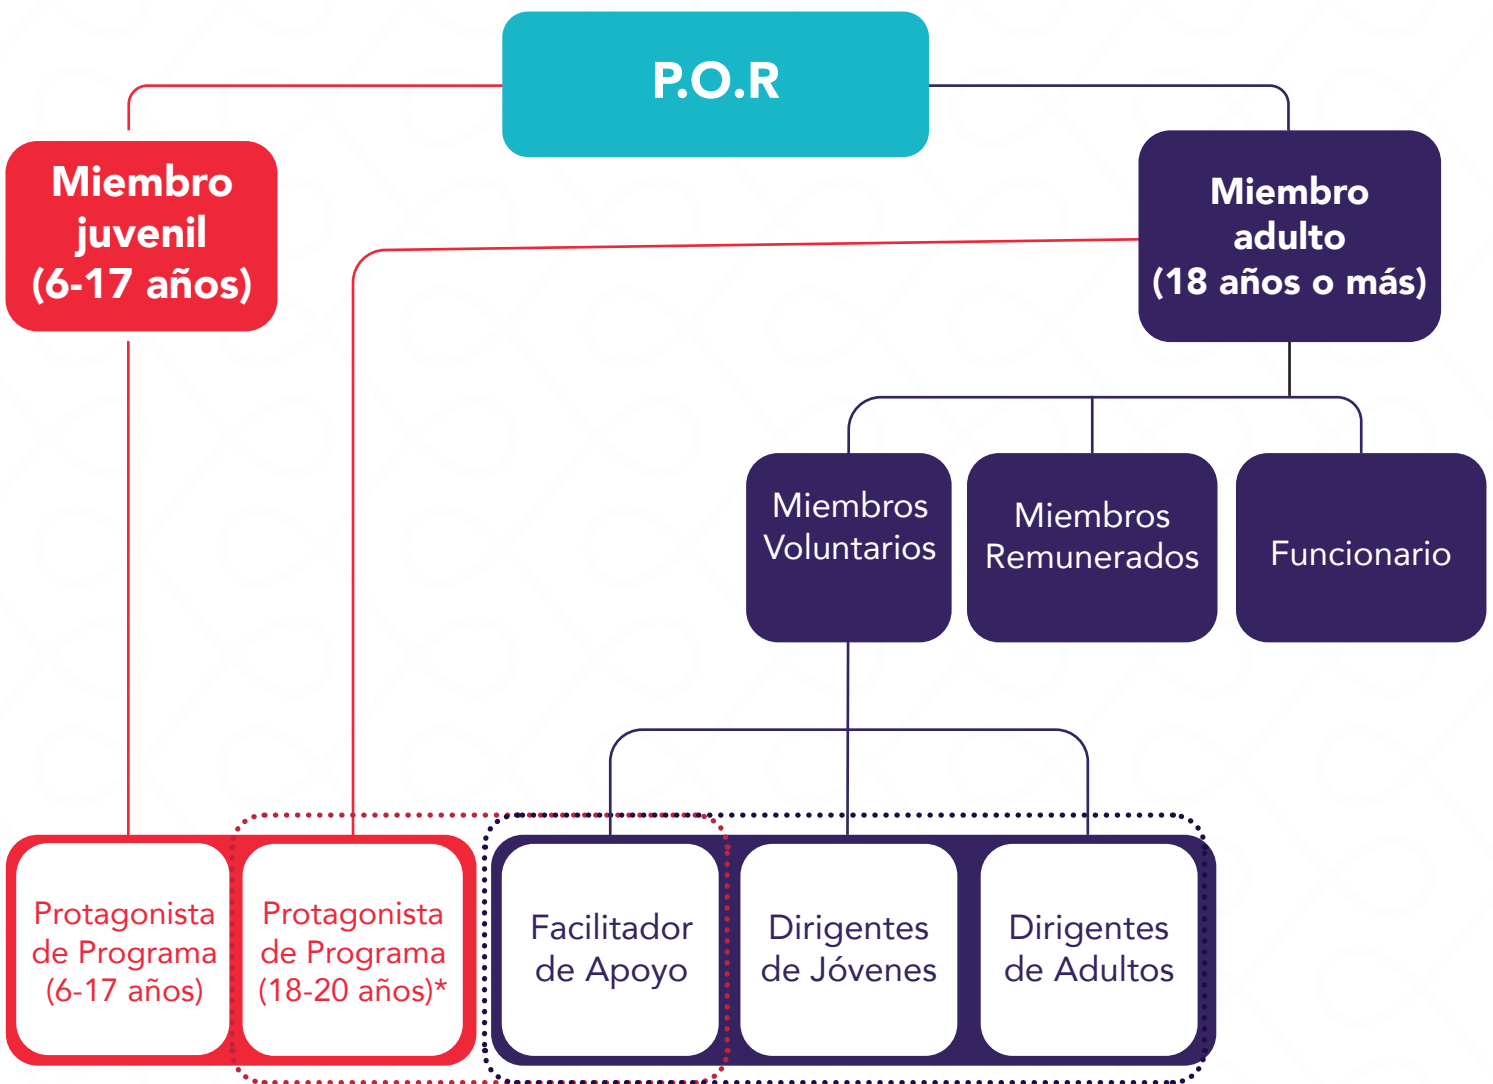 P.O.R
Miembro
juvenil
(6-17 años)
Miembro
adulto
(18 años o más)
Miembros
Voluntarios
Miembros
Remunerados
Funcionario
Protagonista
de Programa
(6-17 años)
Protagonista
de Programa
(18-20 años)*
Facilitador
de Apoyo
Dirigentes
de Jóvenes
Dirigentes
de Adultos